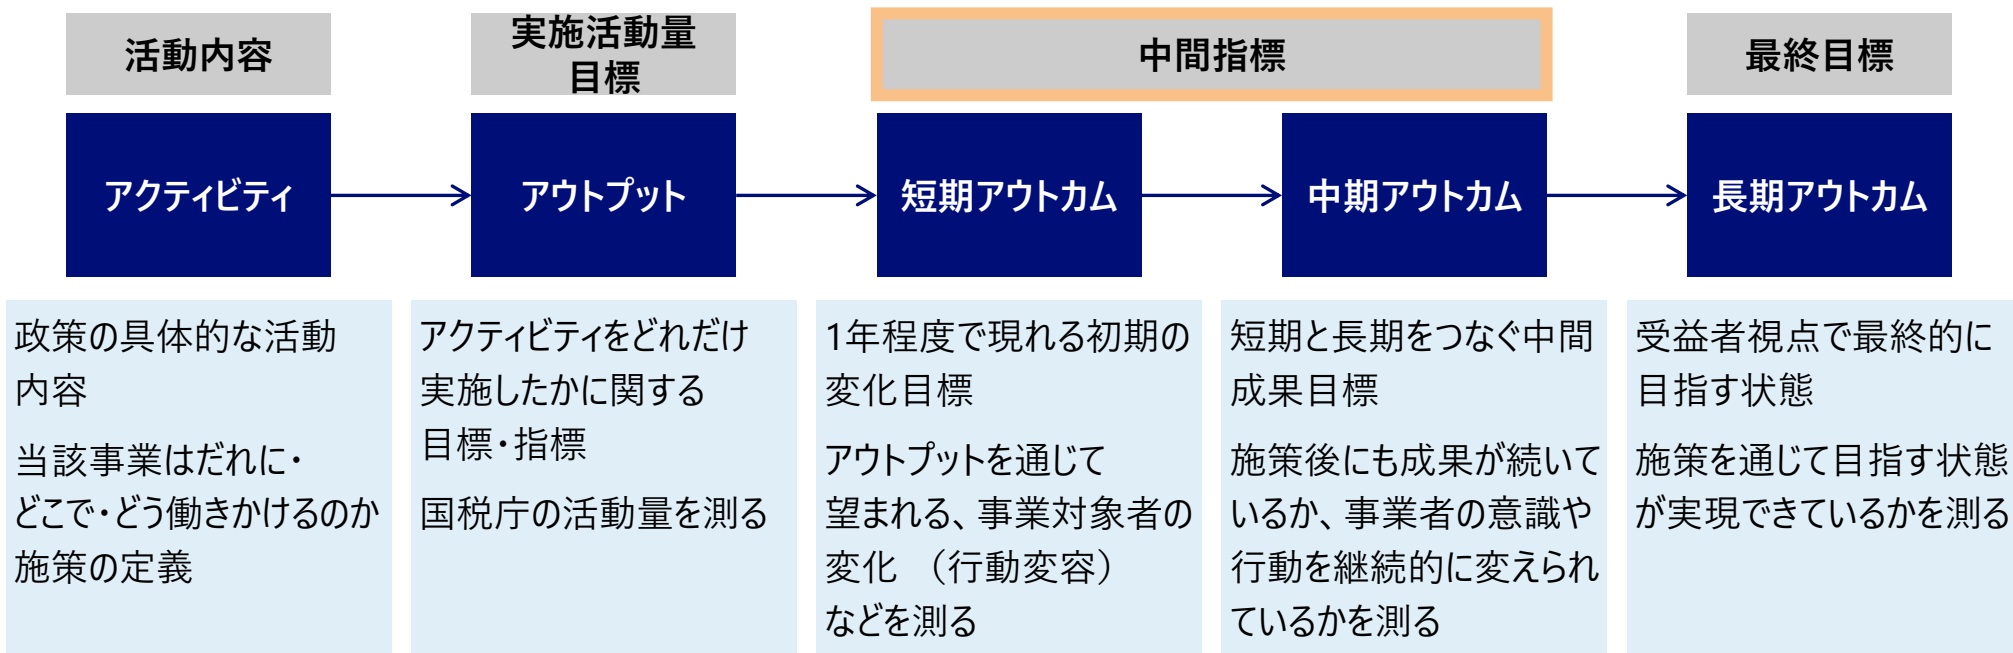 活動内容
実施活動量
目標
中間指標
最終目標
アクティビティ
アウトプット
短期アウトカム
中期アウトカム
長期アウトカム
政策の具体的な活動
内容
当該事業はだれに・
どこで・どう働きかけるのか
施策の定義
アクティビティをどれだけ
実施したかに関する
目標・指標
国税庁の活動量を測る
1年程度で現れる初期の
変化目標
アウトプットを通じて
望まれる、事業対象者の
変化 （行動変容）
などを測る
短期と長期をつなぐ中間
成果目標
施策後にも成果が続いて
いるか、事業者の意識や
行動を継続的に変えられ
ているかを測る
受益者視点で最終的に
目指す状態
施策を通じて目指す状態
が実現できているかを測る